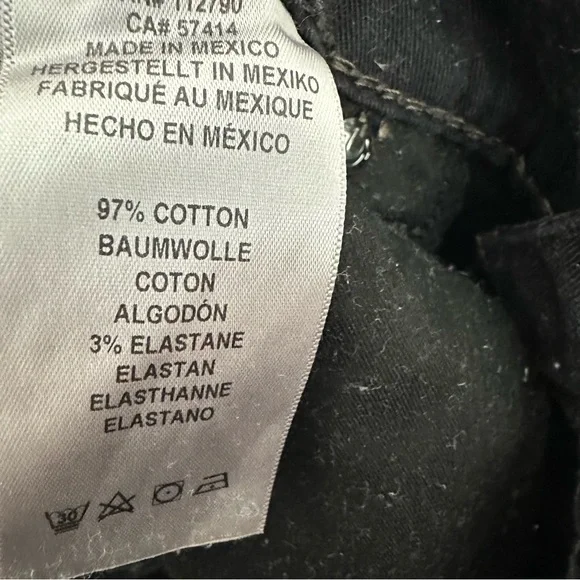 112790
CA# 57414
MADE IN MEXICO
HERGESTELLT IN MEXIKO
FABRIQUÉ AU MEXIQUE
HECHO EN MÉXICO
97% COTTON
BAUMWOLLE
COTON
ALGODÓN
3% ELASTANE
ELASTAN
ELASTHANNE
ELASTANO
30